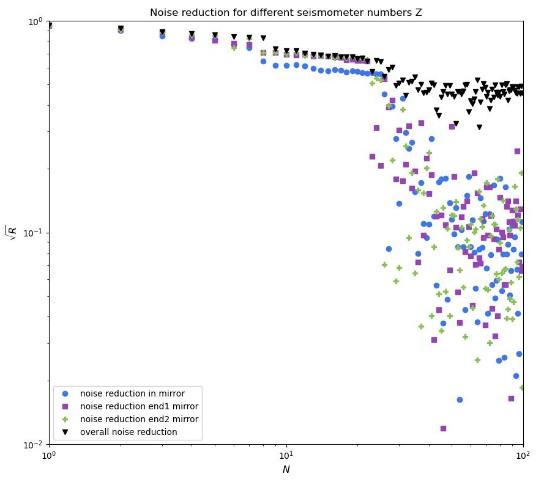 Noise reduction for different seismometer numbers Z
10⁰
√R
10⁻¹
noise reduction in mirror
noise reduction end1 mirror
noise reduction end2 mirror
overall noise reduction
10⁻²
10⁰ 10¹ 10²
N